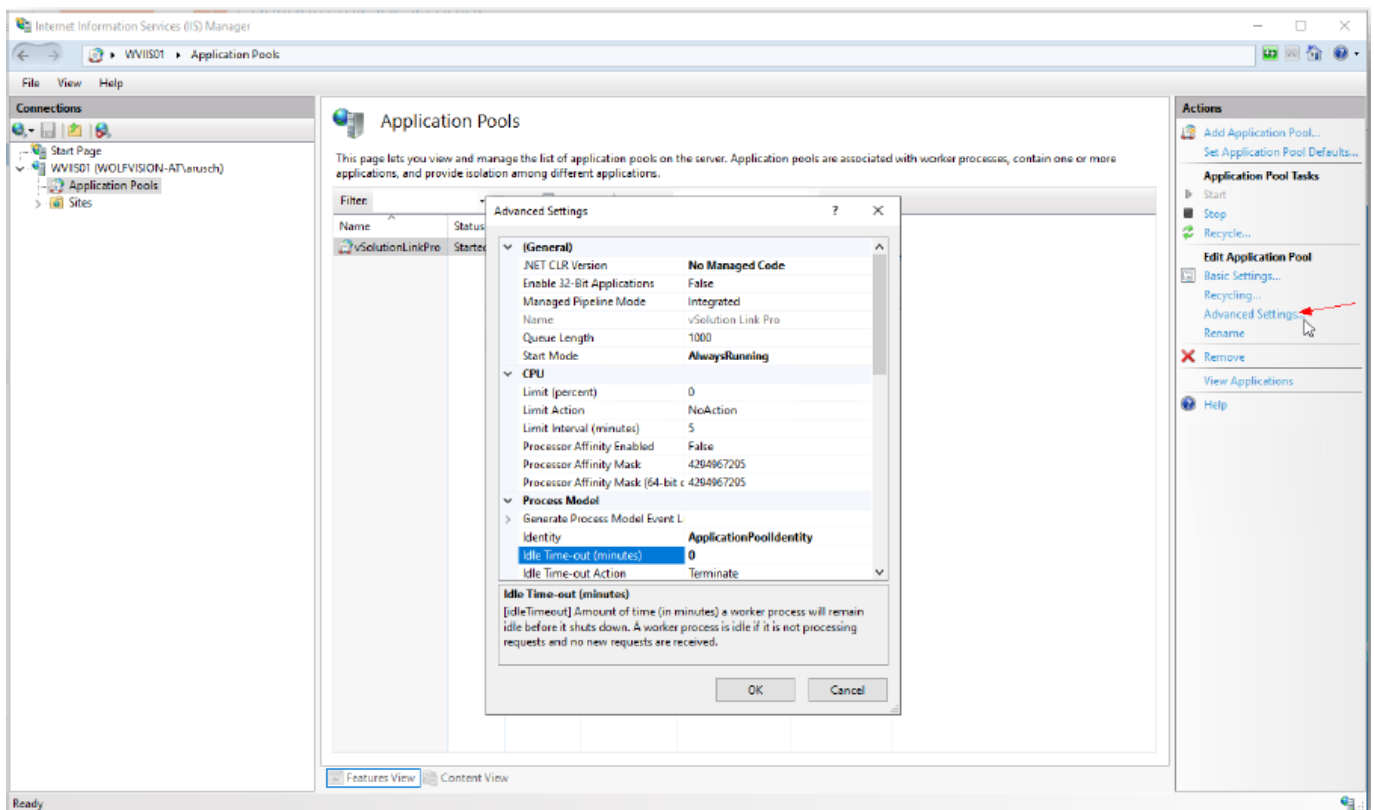 Internet Information Services (IIS) Manager
WVIIS01 Application Pools
File View Help
Connections
Start Page
WVIIS01 (WOLFVISION-AT\arusch)
Application Pools
Sites
Application Pools
This page lets you view and manage the list of application pools on the server. Application pools are associated with worker processes, contain one or more
applications, and provide isolation among different applications.
Filter:
Name Status
vSolutionLinkPro Started
Advanced Settings ? ×
(General)
.NET CLR Version No Managed Code
Enable 32-Bit Applications False
Managed Pipeline Mode Integrated
Name vSolution Link Pro
Queue Length 1000
Start Mode AlwaysRunning
CPU
Limit (percent) 0
Limit Action NoAction
Limit Interval (minutes) 5
Processor Affinity Enabled False
Processor Affinity Mask 4294967295
Processor Affinity Mask (64-bit c 4294967295
Process Model
Generate Process Model Event L
Identity ApplicationPoolIdentity
Idle Time-out (minutes) 0
Idle Time-out Action Terminate
Idle Time-out (minutes)
[idleTimeout] Amount of time (in minutes) a worker process will remain
idle before it shuts down. A worker process is idle if it is not processing
requests and no new requests are received.
OK Cancel
Features View Content View
Ready
Actions
Add Application Pool...
Set Application Pool Defaults...
Application Pool Tasks
Start
Stop
Recycle...
Edit Application Pool
Basic Settings...
Recycling...
Advanced Settings...
Rename
Remove
View Applications
Help